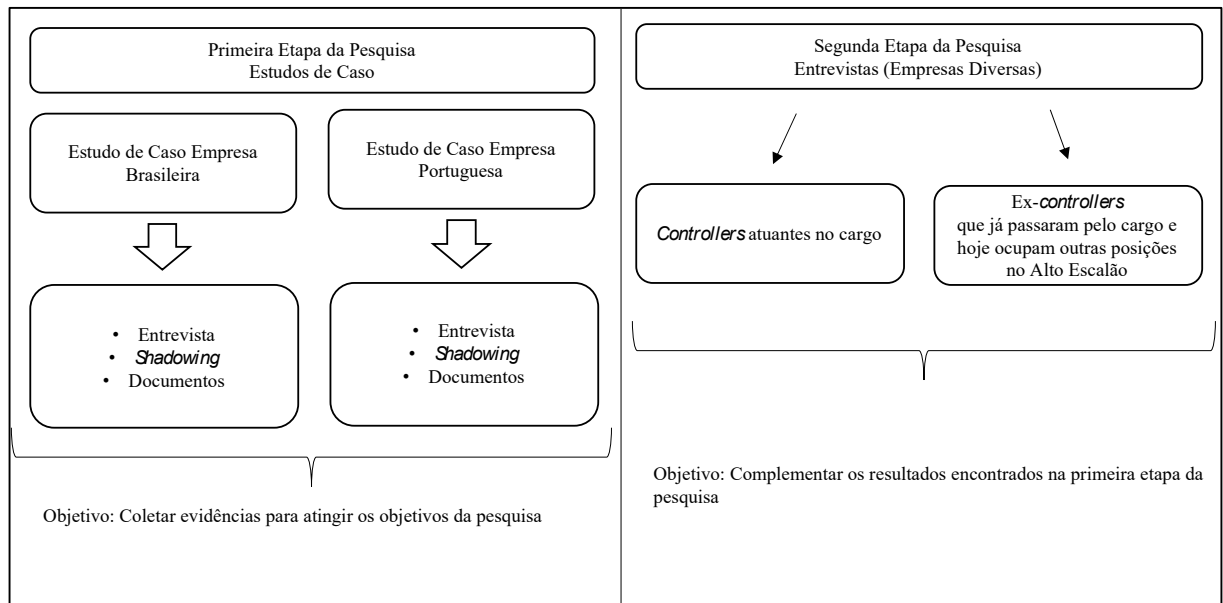 Primeira Etapa da Pesquisa
Estudos de Caso
Estudo de Caso Empresa
Brasileira
Estudo de Caso Empresa
Portuguesa
• Entrevista
• Shadowing
• Documentos
• Entrevista
• Shadowing
• Documentos
Objetivo: Coletar evidências para atingir os objetivos da pesquisa
Segunda Etapa da Pesquisa
Entrevistas (Empresas Diversas)
Controllers atuantes no cargo
Ex-controllers
que já passaram pelo cargo e
hoje ocupam outras posições
no Alto Escalão
Objetivo: Complementar os resultados encontrados na primeira etapa da
pesquisa